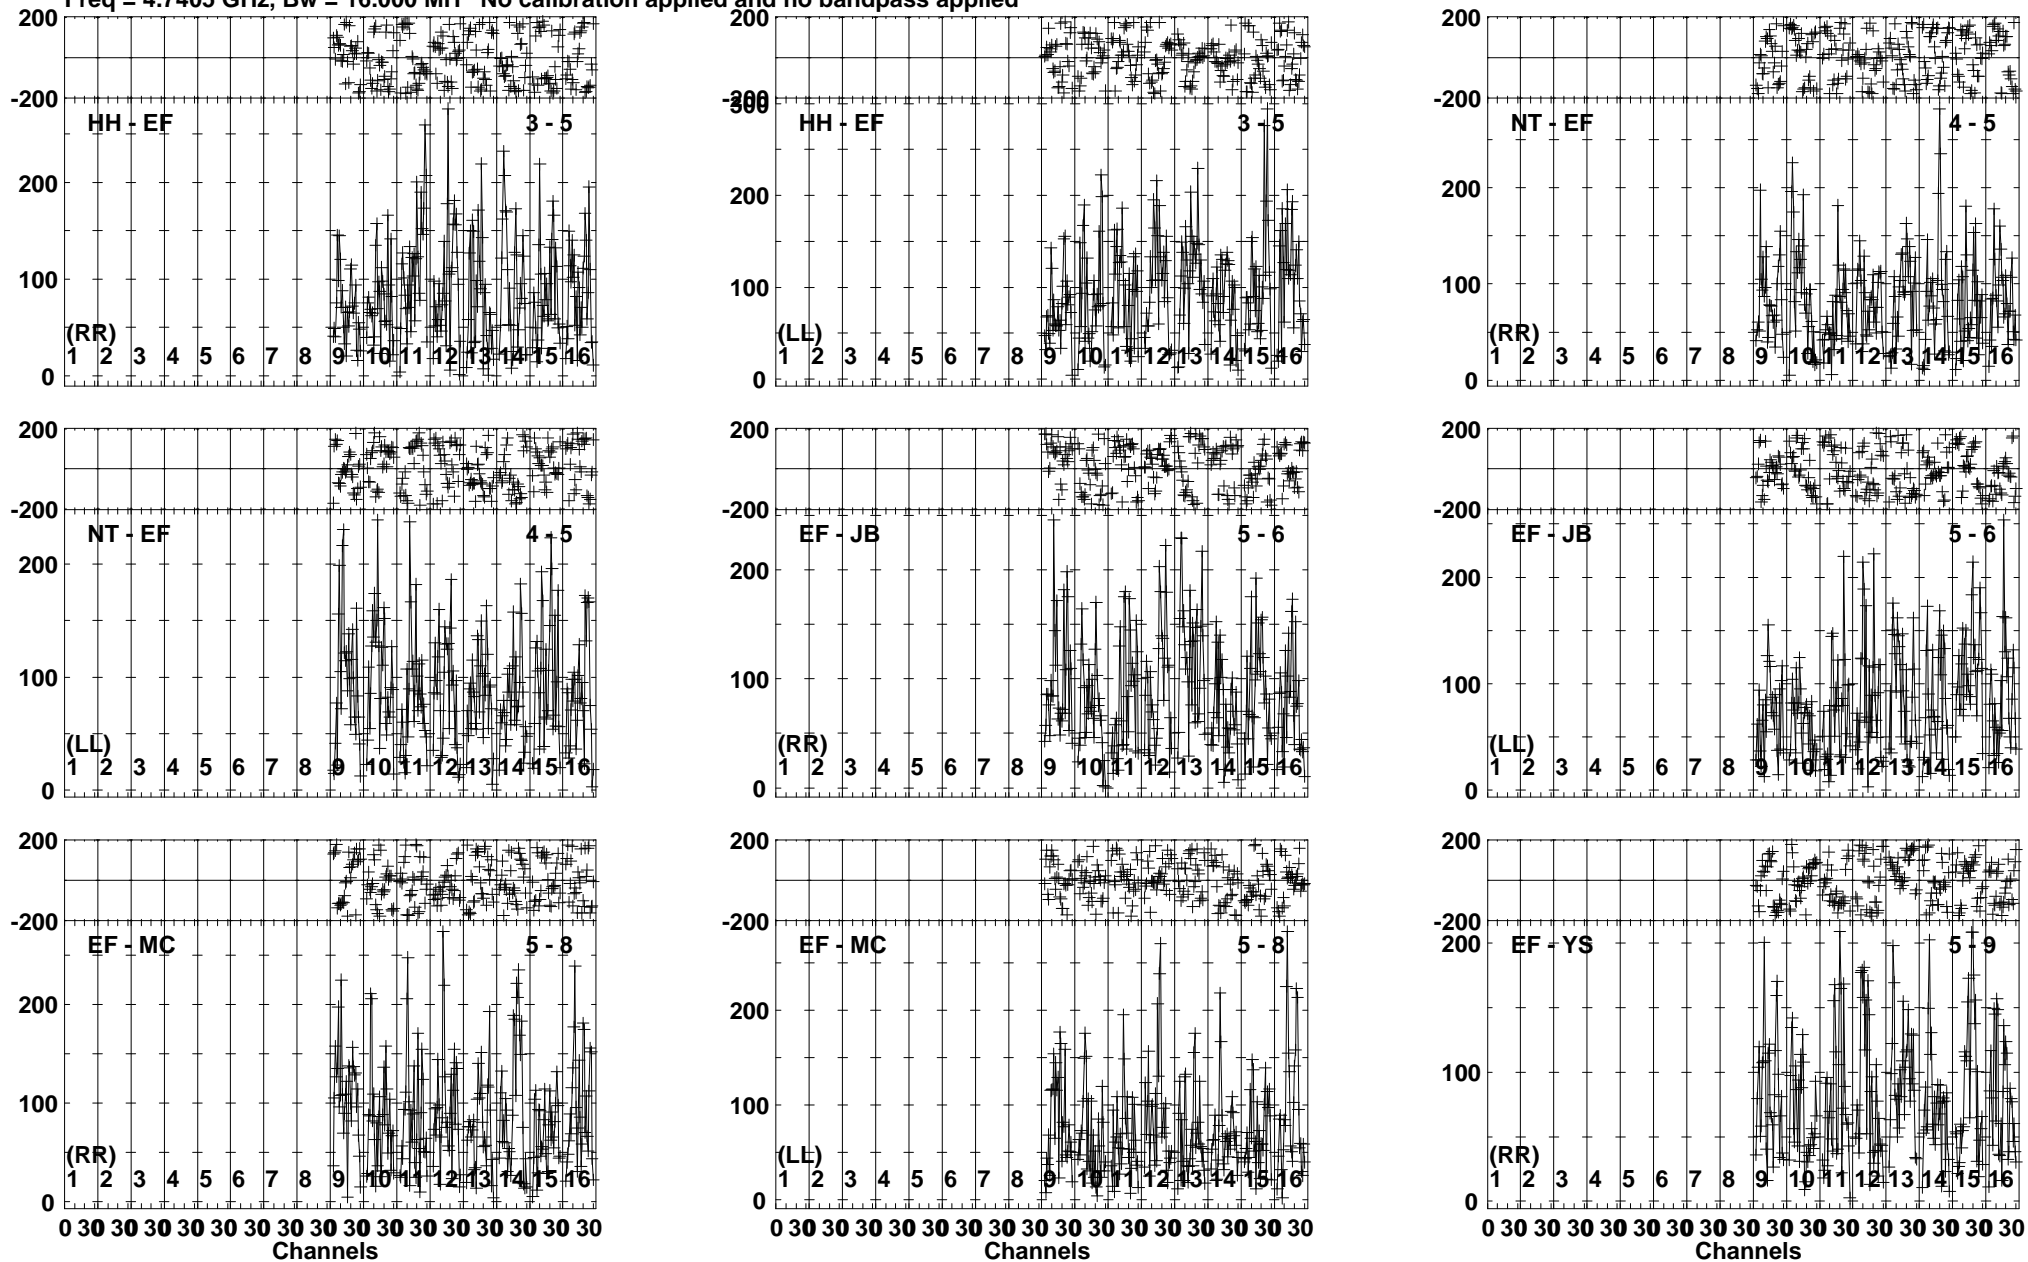 Freq = 4.7405 GHz, Bw = 16.000 MH No calibration applied and no bandpass applied
200 200 200
-200 -200 -200
300
HH - EF 3 - 5 HH - EF 3 - 5 NT - EF 4 - 5
200 200 200
100 100 100
(RR) (LL) (RR)
1 2 3 4 5 6 7 8 9 10 11 12 13 14 15 16 1 2 3 4 5 6 7 8 9 10 11 12 13 14 15 16 1 2 3 4 5 6 7 8 9 10 11 12 13 14 15 16
0 0 0
200 200 200
-200 -200 -200
NT - EF 4 - 5 EF - JB 5 - 6 EF - JB 5 - 6
200 200 200
100 100 100
(LL) (RR) (LL)
1 2 3 4 5 6 7 8 9 10 11 12 13 14 15 16 1 2 3 4 5 6 7 8 9 10 11 12 13 14 15 16 1 2 3 4 5 6 7 8 9 10 11 12 13 14 15 16
0 0 0
200 200 200
-200 -200 -200
EF - MC 5 - 8 EF - MC 5 - 8 EF - YS 5 - 9
200 200 200
100 100 100
(RR) (LL) (RR)
1 2 3 4 5 6 7 8 9 10 11 12 13 14 15 16 1 2 3 4 5 6 7 8 9 10 11 12 13 14 15 16 1 2 3 4 5 6 7 8 9 10 11 12 13 14 15 16
0 0 0
0 30 30 30 30 30 30 30 30 30 30 30 30 30 30 30 30 0 30 30 30 30 30 30 30 30 30 30 30 30 30 30 30 30 0 30 30 30 30 30 30 30 30 30 30 30 30 30 30 30 30
Channels Channels Channels